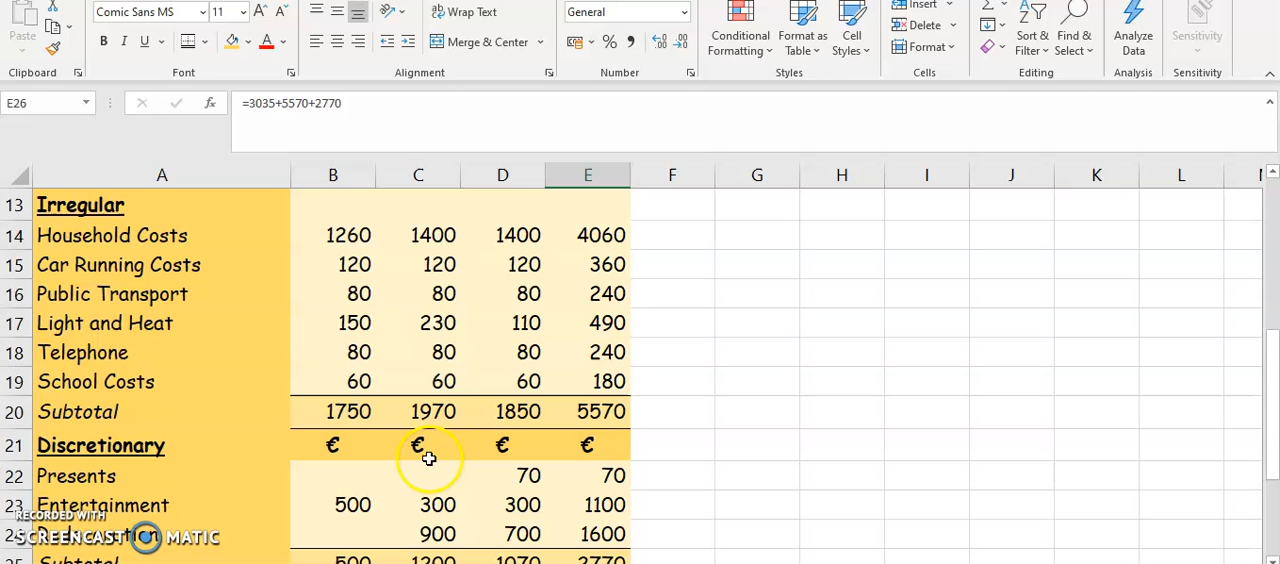 Comic Sans MS 11 A A Wrap Text General Insert
Paste B I U A Merge & Center % 9 Conditional Formatting Format as Table Cell Styles Delete Format Sort & Filter Find & Select Analyze Data Sensitivity
Clipboard Font Alignment Number Styles Cells Editing Analysis Sensitivity
E26 fx =3035+5570+2770
A B C D E F G H I J K L
13 Irregular
14 Household Costs 1260 1400 1400 4060
15 Car Running Costs 120 120 120 360
16 Public Transport 80 80 80 240
17 Light and Heat 150 230 110 490
18 Telephone 80 80 80 240
19 School Costs 60 60 60 180
20 Subtotal 1750 1970 1850 5570
21 Discretionary € € € €
22 Presents 70 70
23 Entertainment 500 300 300 1100
RECORDED WITH
900 700 1600
SCREENCAST MATIC
25 Subtotal 500 1200 1070 2770